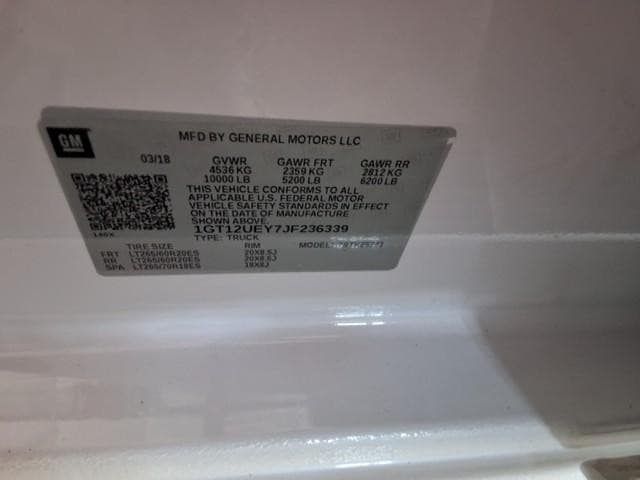 GM
MFD BY GENERAL MOTORS LLC
03/18 GVWR GAWR FRT GAWR RR
4536 KG 2359 KG 2812 KG
10000 LB 5200 LB 6200 LB
THIS VEHICLE CONFORMS TO ALL
APPLICABLE U.S. FEDERAL MOTOR
VEHICLE SAFETY STANDARDS IN EFFECT
ON THE DATE OF MANUFACTURE
SHOWN ABOVE.
1GT12UEY7JF236339
TYPE: TRUCK MODEL:
TIRE SIZE RIM
FRT LT265/60R20ES 20X8.5J
RR LT265/60R20ES 20X8.5J
SPA LT265/70R18ES 18X8J